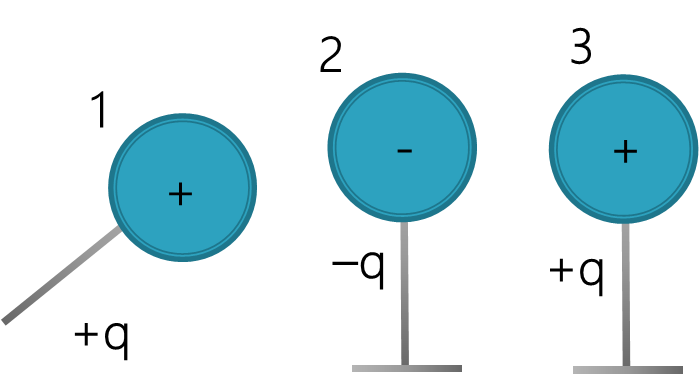 1
+
+q
2
-
–q
3
+
+q